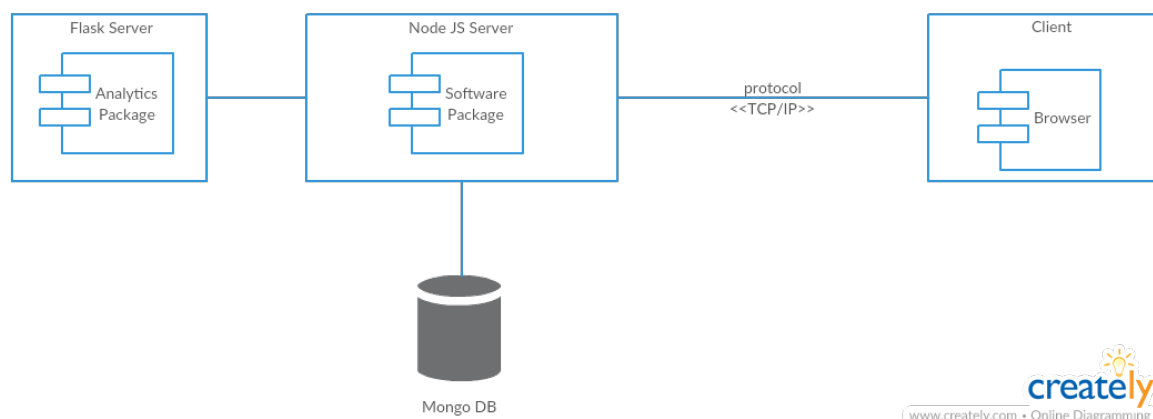 Flask Server
Node JS Server
Client
Analytics
Package
Software
Package
protocol
<<TCP/IP>>
Browser
Mongo DB
creately
www.creately.com • Online Diagramming